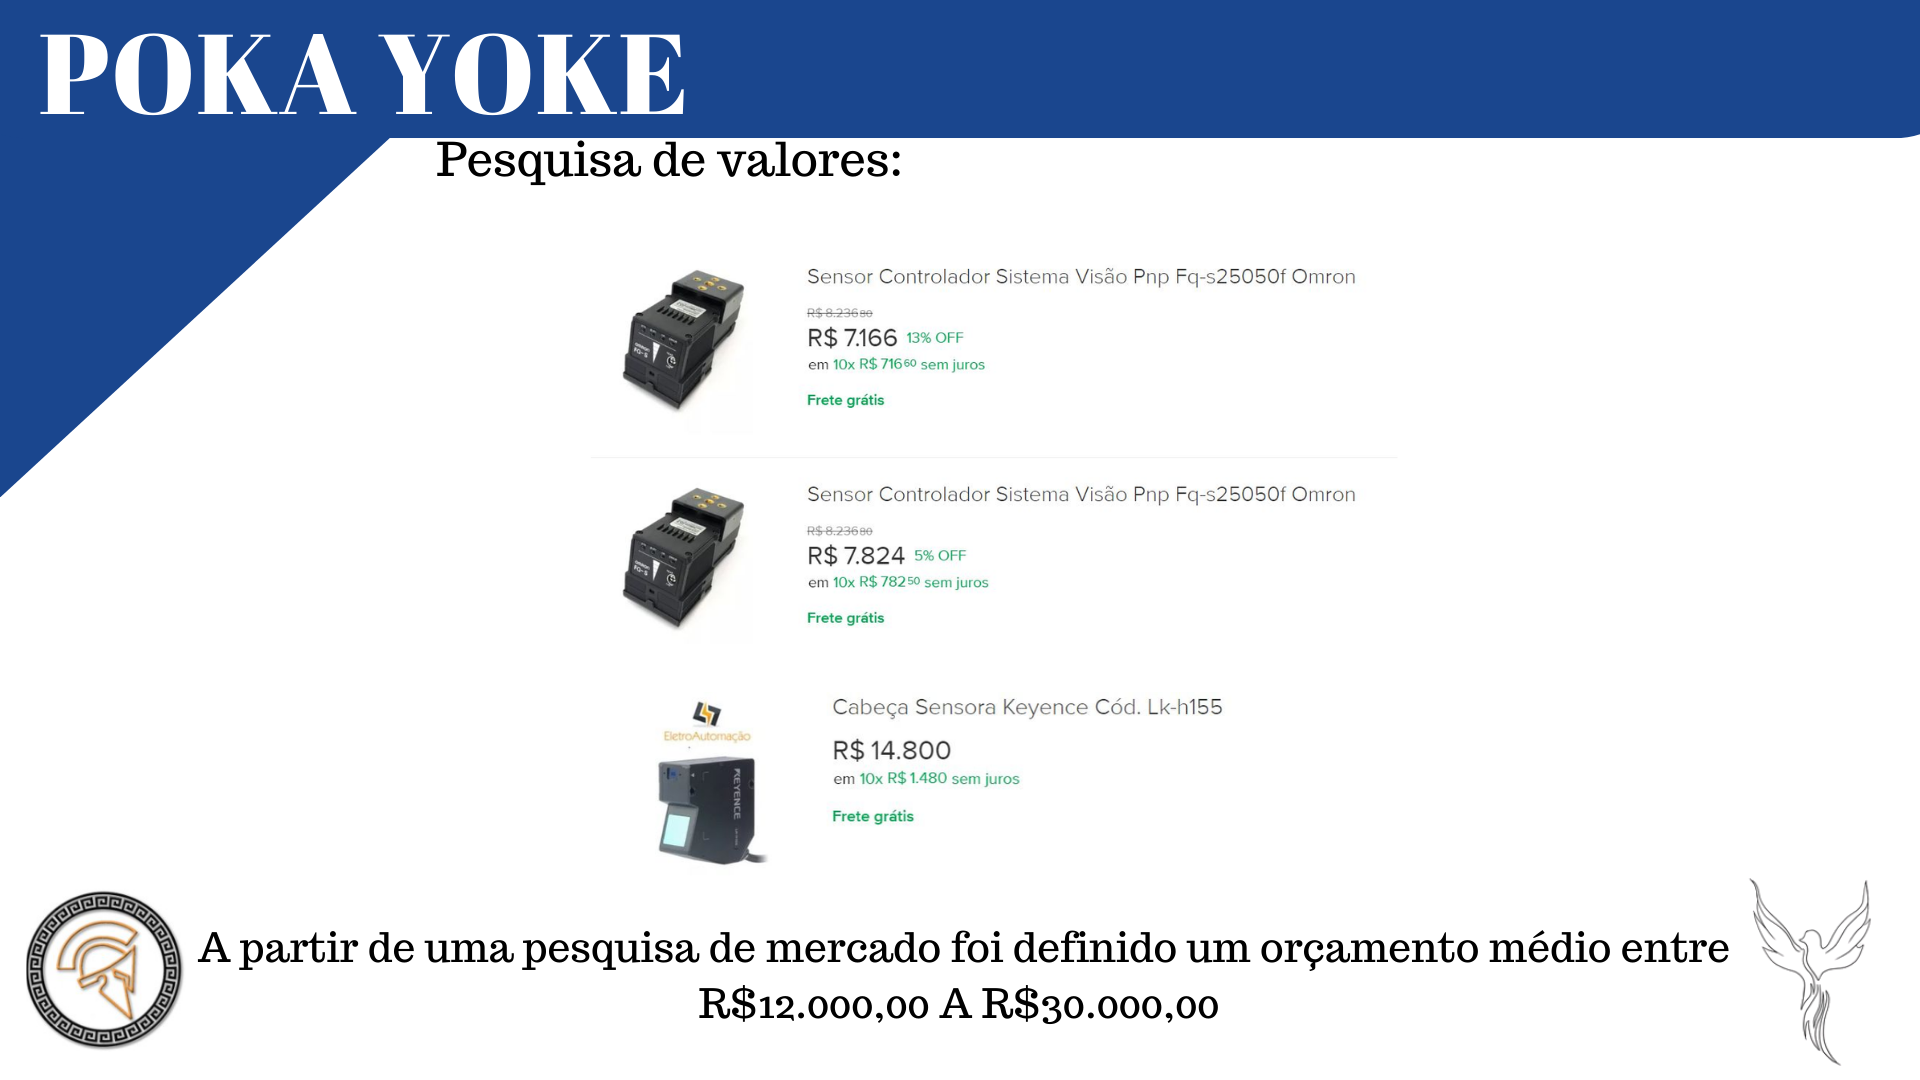 POKA YOKE
Pesquisa de valores:
Sensor Controlador Sistema Visão Pnp Fq-s25050f Omron
R$ 8.236 80
R$ 7.166 13% OFF
em 10x R$ 716 60 sem juros
Frete grátis
Sensor Controlador Sistema Visão Pnp Fq-s25050f Omron
R$ 8.236 80
R$ 7.824 5% OFF
em 10x R$ 782 50 sem juros
Frete grátis
EletroAutomação
KEYENCE
Cabeça Sensora Keyence Cód. Lk-h155
R$ 14.800
em 10x R$ 1.480 sem juros
Frete grátis
A partir de uma pesquisa de mercado foi definido um orçamento médio entre
R$12.000,00 A R$30.000,00